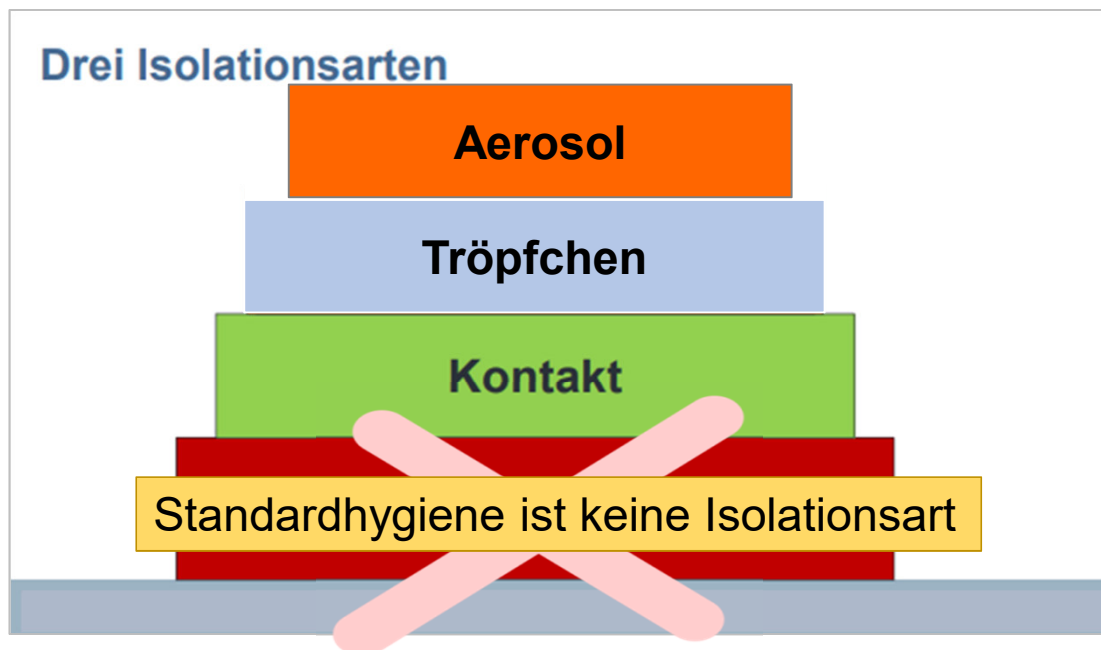 Drei Isolationsarten
Aerosol
Tröpfchen
Kontakt
Standardhygiene ist keine Isolationsart